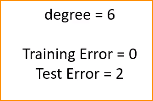 degree = 6
Training Error = 0
Test Error = 2